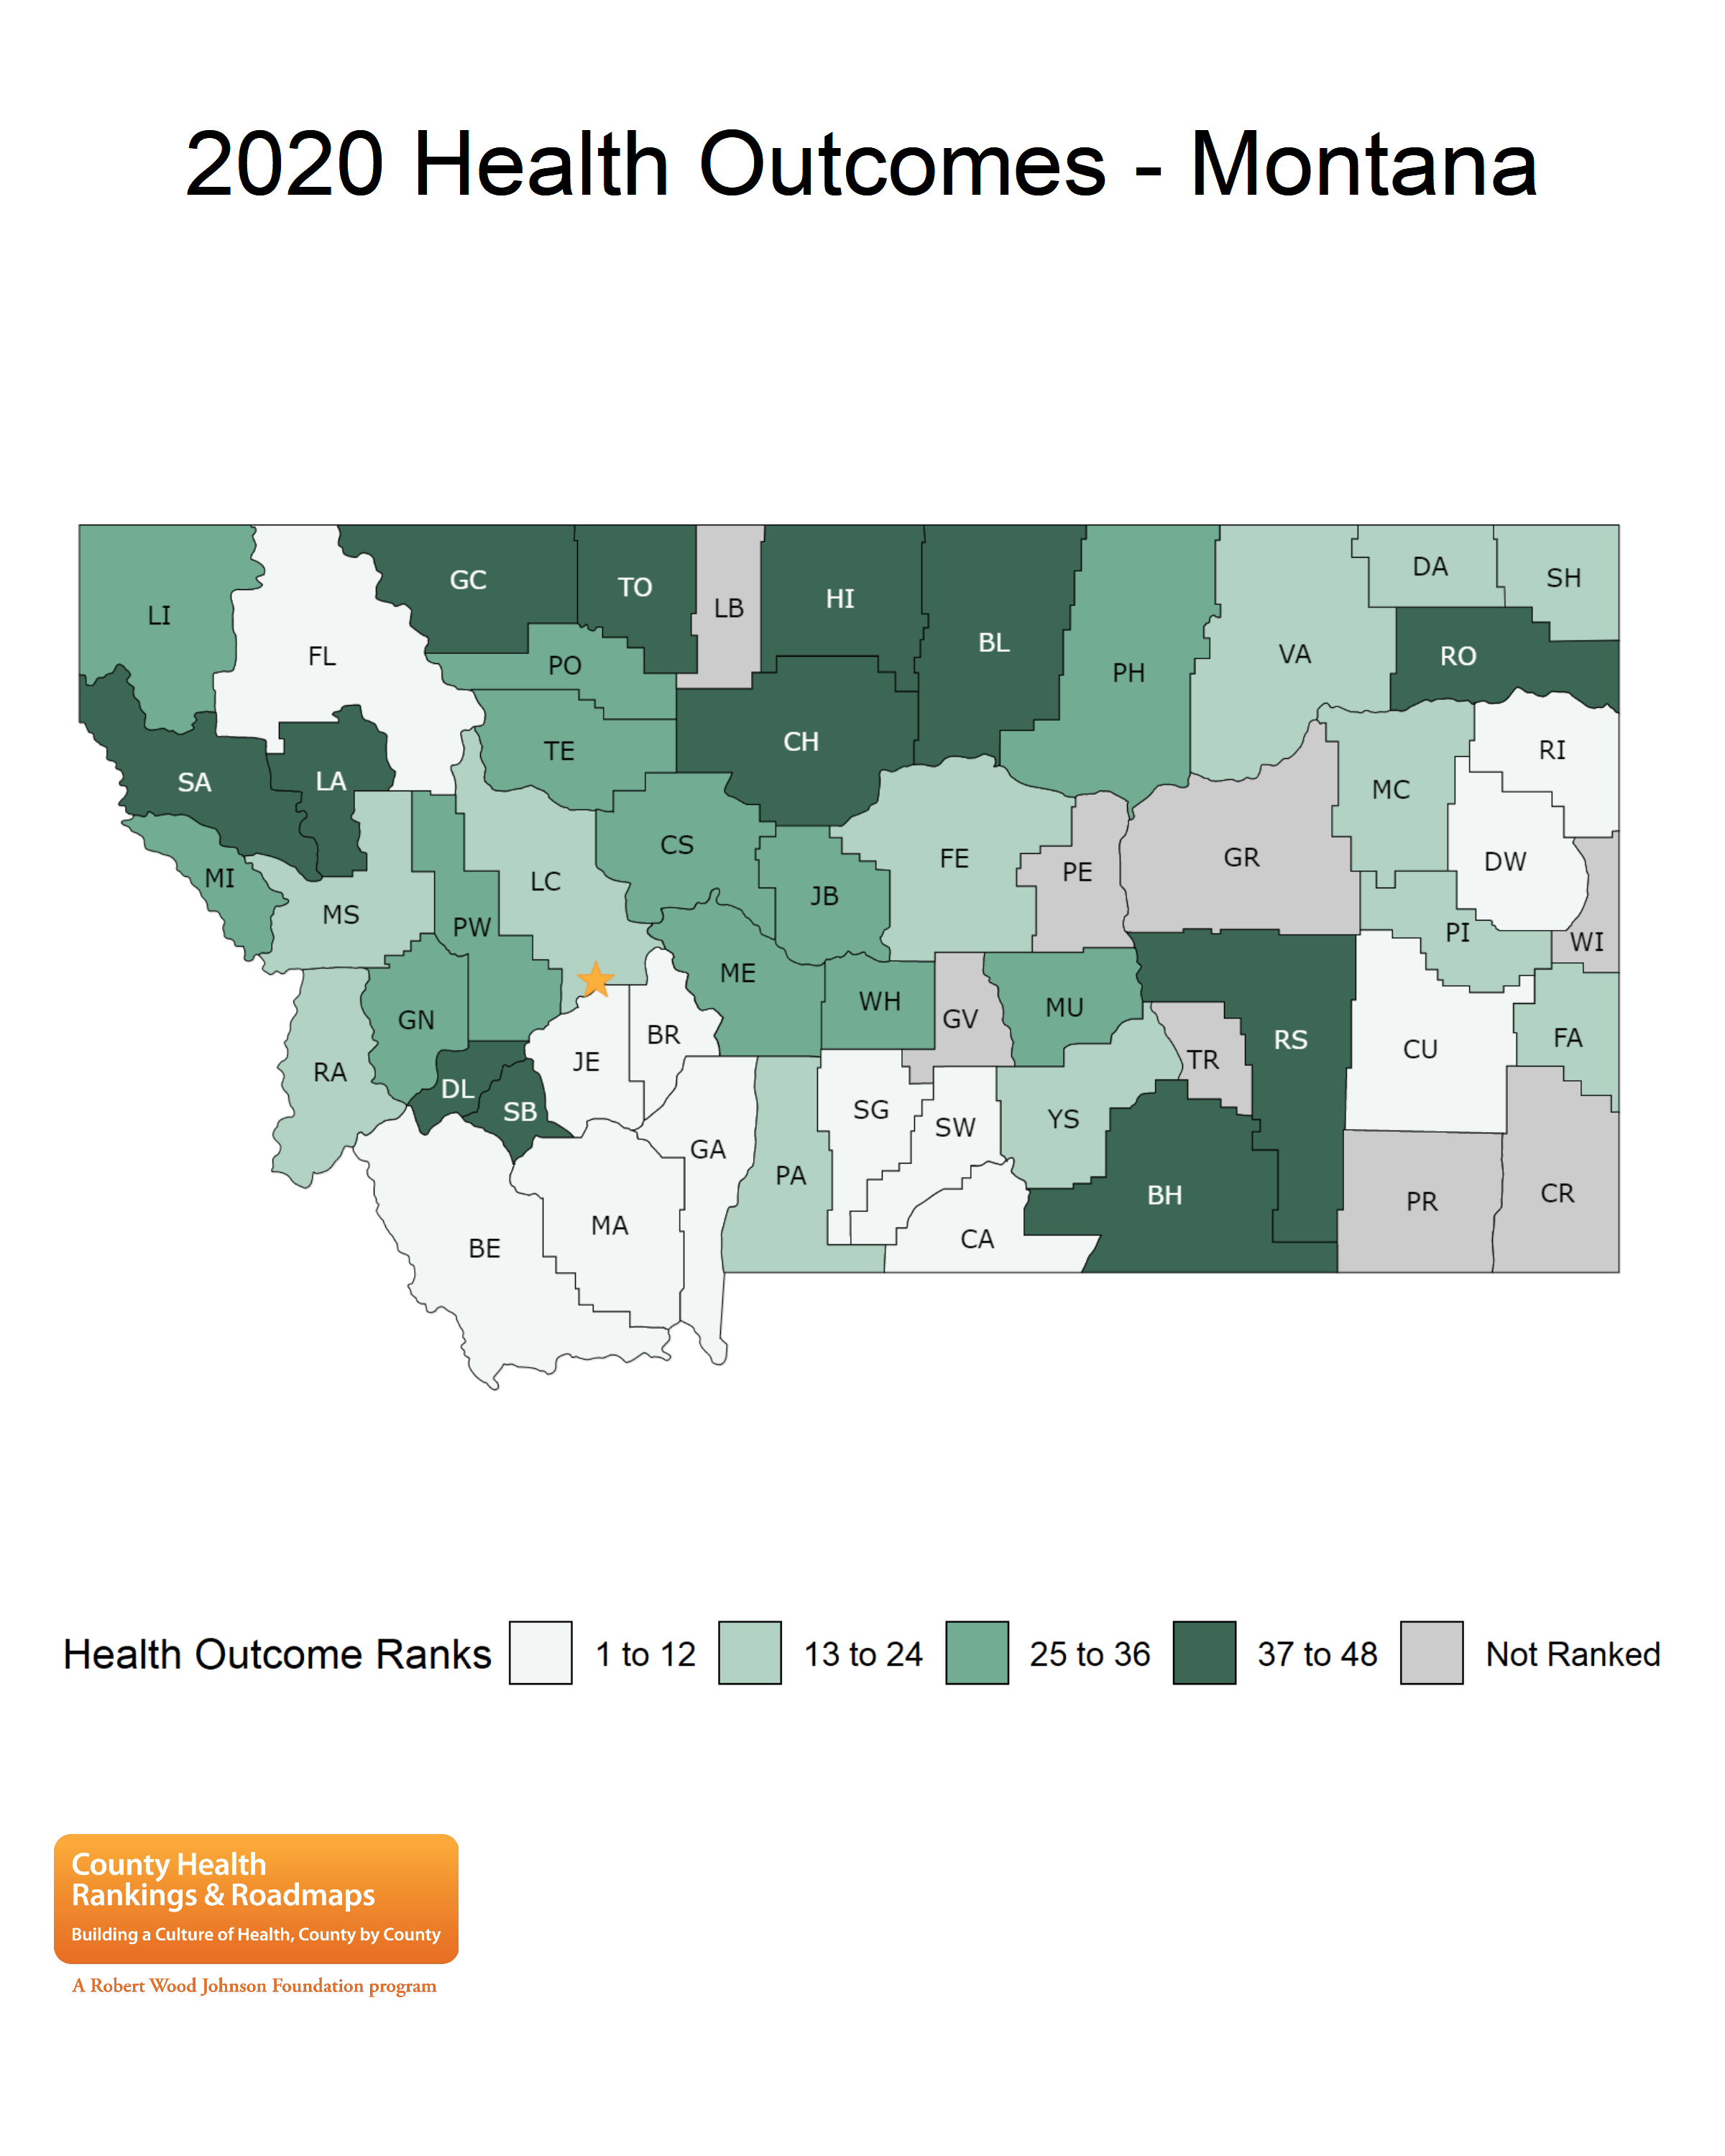 2020 Health Outcomes - Montana
GC
TO
HI
DA
SH
LI
LB
BL
FL
PO
PH
VA
RO
CH
TE
RI
SA
LA
MC
CS
FE
GR
DW
PE
MI
LC
JB
MS
PW
PI
WI
ME
WH
MU
GN
GV
BR
RS
FA
JE
TR
CU
RA
DL
SB
SG
SW
YS
GA
PA
BH
CR
PR
MA
CA
BE
Health Outcome Ranks 1 to 12 13 to 24 25 to 36 37 to 48 Not Ranked
County Health
Rankings & Roadmaps
Building a Culture of Health, County by County
A Robert Wood Johnson Foundation program